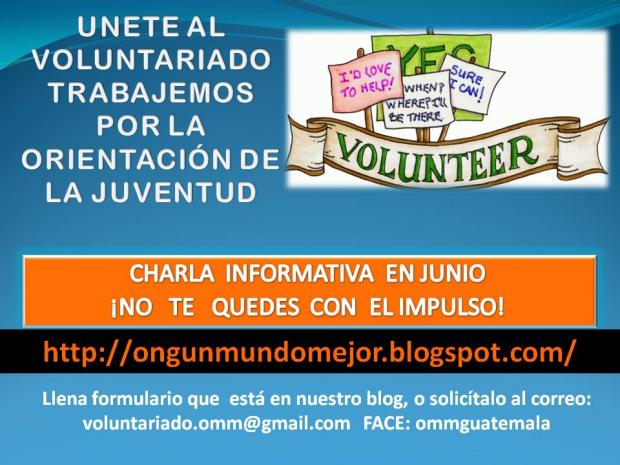 UNETE AL
VOLUNTARIADO
TRABAJEMOS
POR LA
ORIENTACIÓN DE
LA JUVENTUD
YES
I'D LOVE
TO HELP!
WHEN?
WHERE? I'LL
BE THERE
SURE
I CAN!
VOLUNTEER
CHARLA INFORMATIVA EN JUNIO
¡NO TE QUEDES CON EL IMPULSO!
http://ongunmundomejor.blogspot.com/
Llena formulario que está en nuestro blog, o solicítalo al correo:
voluntariado.omm@gmail.com FACE: ommguatemala